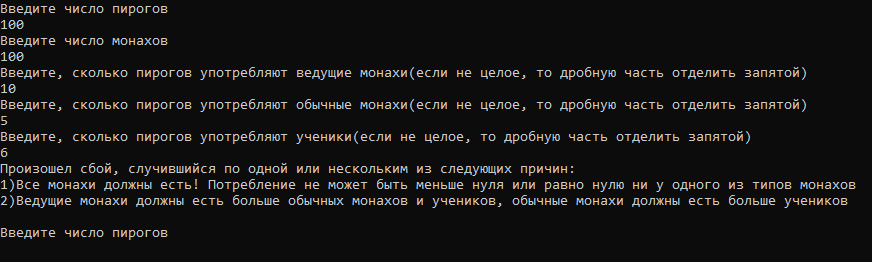 Введите число пирогов
100
Введите число монахов
100
Введите, сколько пирогов употребляют ведущие монахи(если не целое, то дробную часть отделить запятой)
10
Введите, сколько пирогов употребляют обычные монахи(если не целое, то дробную часть отделить запятой)
5
Введите, сколько пирогов употребляют ученики(если не целое, то дробную часть отделить запятой)
6
Произошел сбой, случившийся по одной или нескольким из следующих причин:
1)Все монахи должны есть! Потребление не может быть меньше нуля или равно нулю ни у одного из типов монахов
2)Ведущие монахи должны есть больше обычных монахов и учеников, обычные монахи должны есть больше учеников
Введите число пирогов